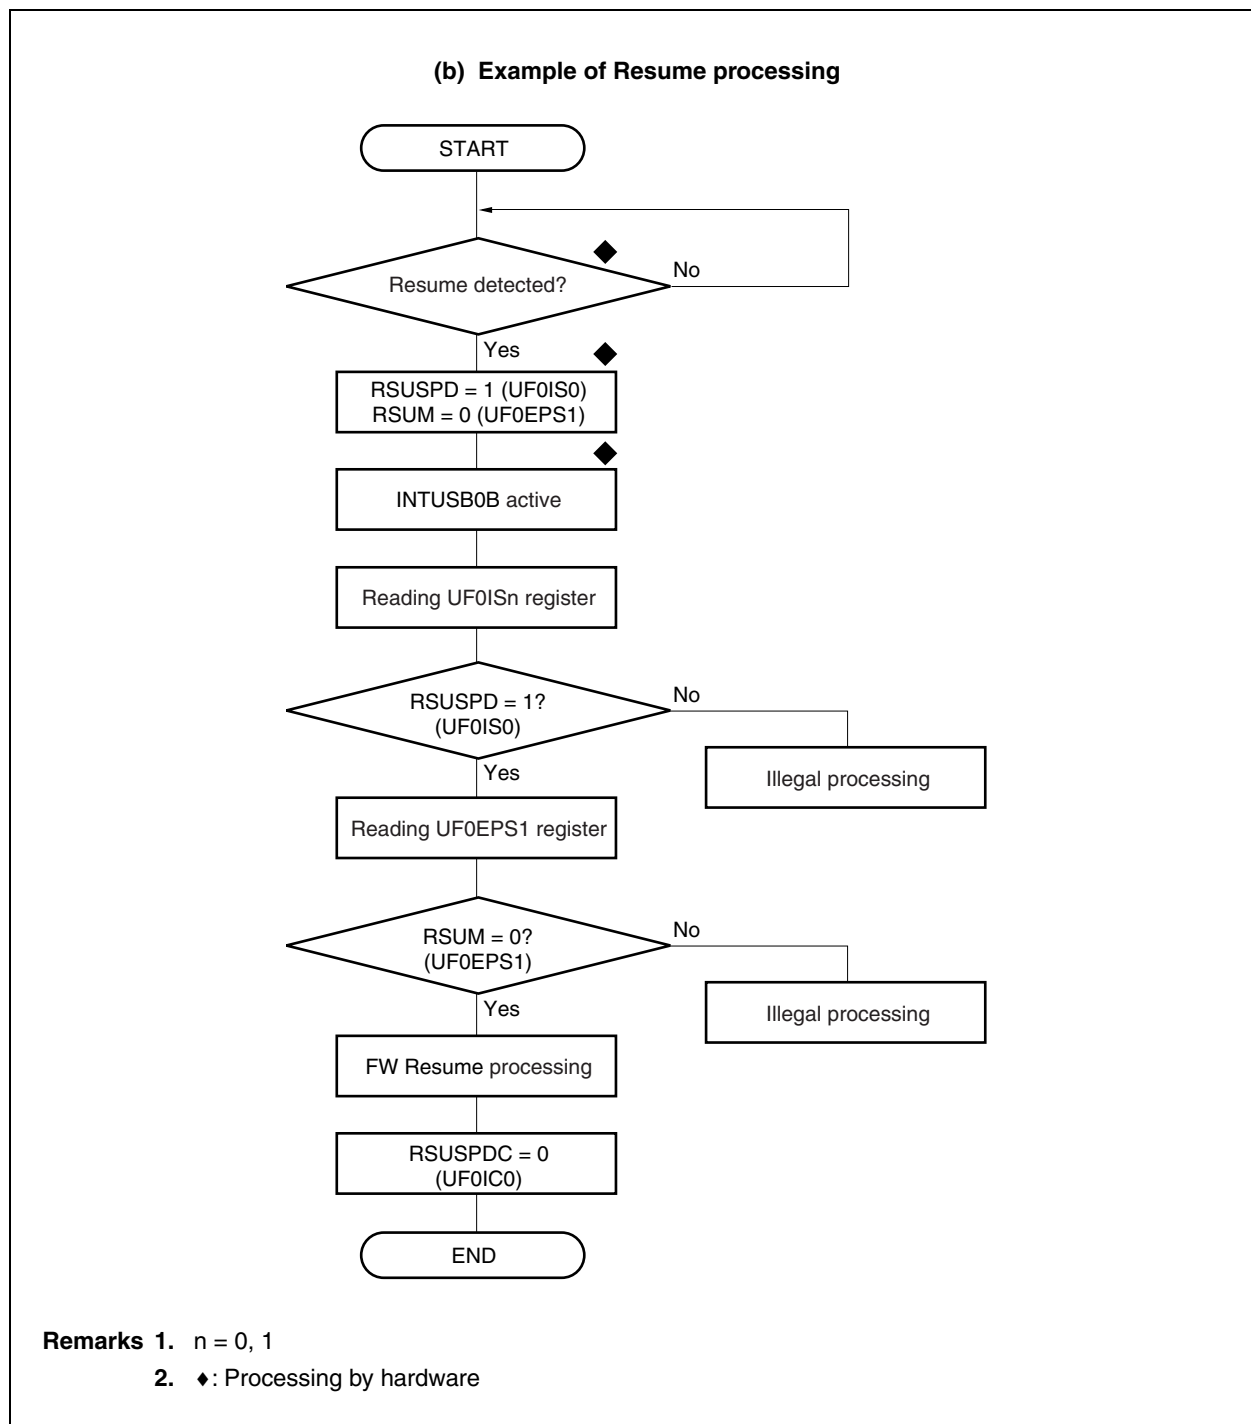 (b) Example of Resume processing
START
Resume detected?
No
Yes
RSUSPD = 1 (UF0IS0)
RSUM = 0 (UF0EPS1)
INTUSB0B active
Reading UF0ISn register
RSUSPD = 1?
(UF0IS0)
No
Yes
Illegal processing
Reading UF0EPS1 register
RSUM = 0?
(UF0EPS1)
No
Yes
Illegal processing
FW Resume processing
RSUSPDC = 0
(UF0IC0)
END
Remarks 1. n = 0, 1
2. ♦: Processing by hardware